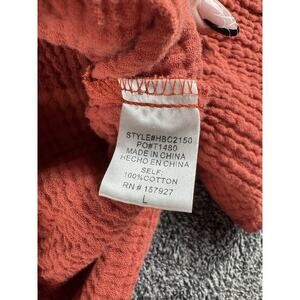 STYLE#HBC2150
PO#T1480
MADE IN CHINA
HECHO EN CHINA
SELF:
100%COTTON
RN# 157927
L